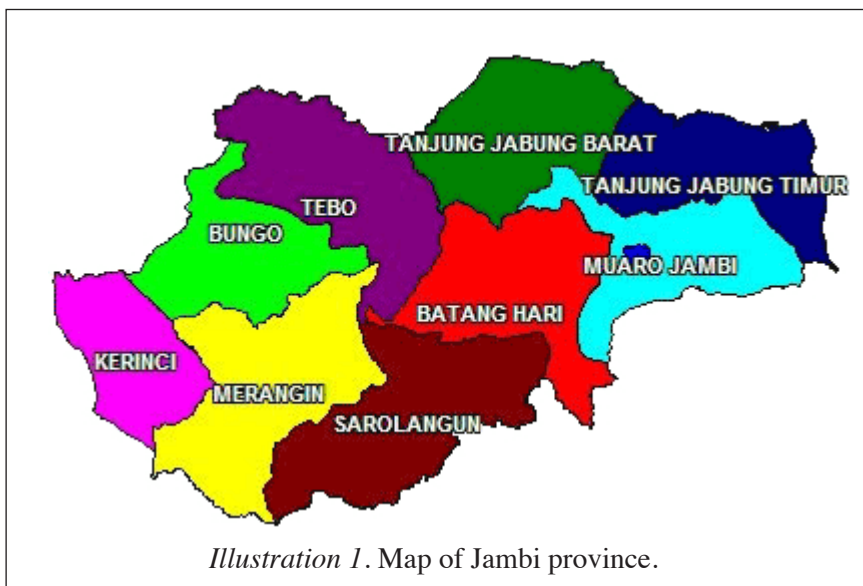 TANJUNG JABUNG BARAT
TANJUNG JABUNG TIMUR
TEBO
BUNGO
MUARO JAMBI
BATANG HARI
KERINCI
MERANGIN
SAROLANGUN
Illustration 1. Map of Jambi province.